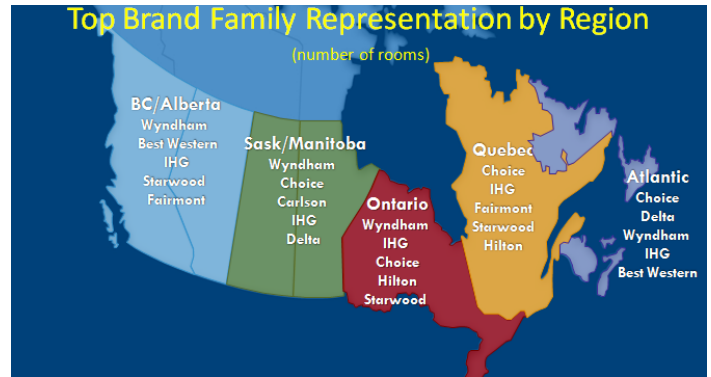 Top Brand Family Representation by Region
(number of rooms)
BC/Alberta
Wyndham
Best Western
IHG
Starwood
Fairmont
Sask/Manitoba
Wyndham
Choice
Carlson
IHG
Delta
Ontario
Wyndham
IHG
Choice
Hilton
Starwood
Quebec
Choice
IHG
Fairmont
Starwood
Hilton
Atlantic
Choice
Delta
Wyndham
IHG
Best Western